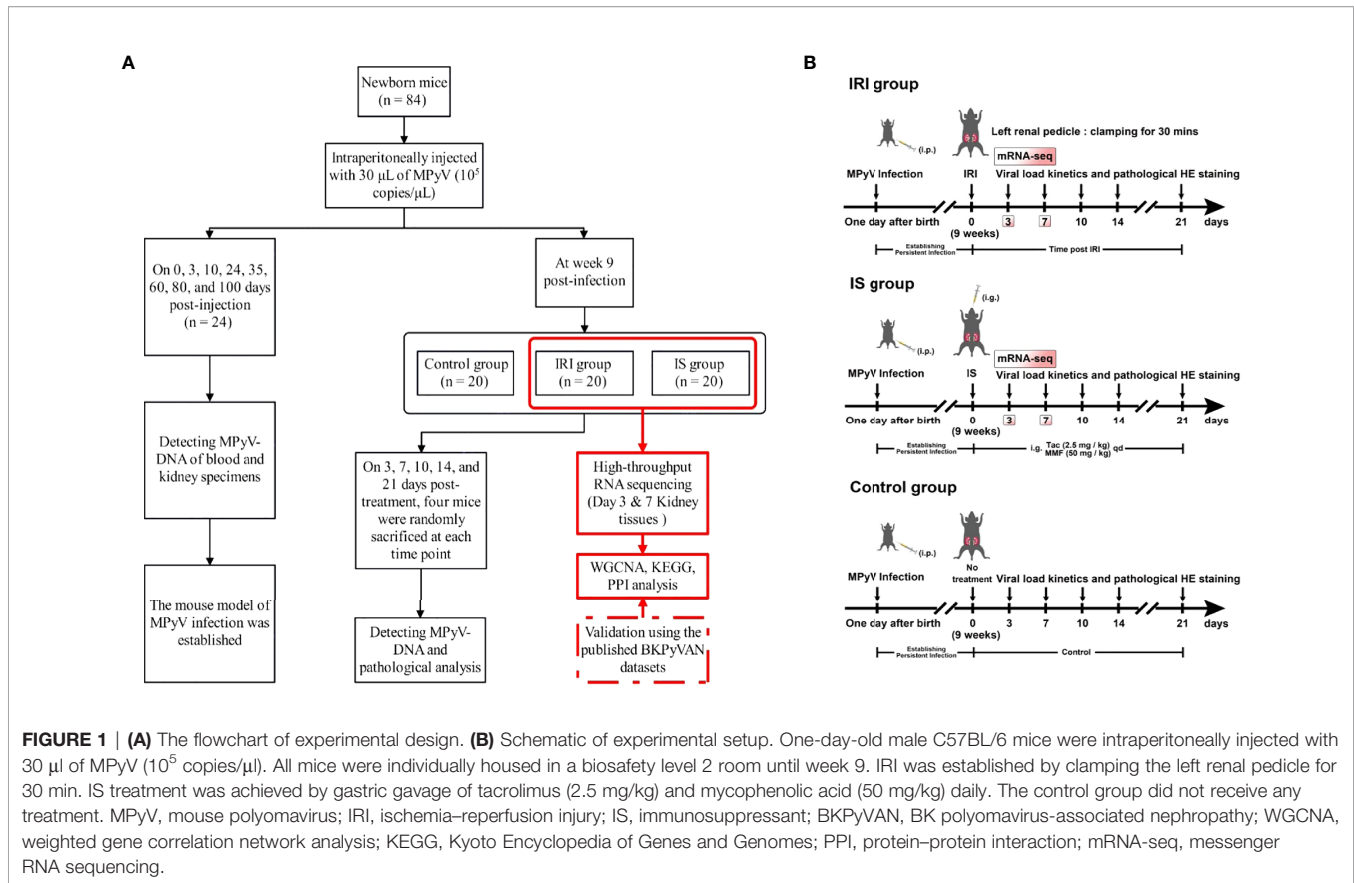 A
Newborn mice
(n = 84)
Intraperitoneally injected
with 30 μL of MPyV (10⁵
copies/μL)
On 0, 3, 10, 24, 35,
60, 80, and 100 days
post-injection
(n = 24)
At week 9
post-infection
Control group
(n = 20)
IRI group
(n = 20)
IS group
(n = 20)
Detecting MPyV-
DNA of blood and
kidney specimens
On 3, 7, 10, 14, and
21 days post-
treatment, four mice
were randomly
sacrificed at each
time point
High-throughput
RNA sequencing
(Day 3 & 7 Kidney
tissues )
WGCNA, KEGG,
PPI analysis
The mouse model of
MPyV infection was
established
Detecting MPyV-
DNA and
pathological analysis
Validation using the
published BKPyVAN
datasets
B
IRI group
(i.p.)
Left renal pedicle : clamping for 30 mins
mRNA-seq
MPyV Infection
IRI
Viral load kinetics and pathological HE staining
One day after birth
0 3 7 10 14 21 days
(9 weeks)
Establishing
Persistent Infection
Time post IRI
IS group
(i.g.)
(i.p.)
mRNA-seq
MPyV Infection
IS
Viral load kinetics and pathological HE staining
One day after birth
0 3 7 10 14 21 days
(9 weeks)
Establishing
Persistent Infection
i.g. Tac (2.5 mg / kg) qd
MMF (50 mg / kg)
Control group
(i.p.)
No
treatment
MPyV Infection
Viral load kinetics and pathological HE staining
One day after birth
0 3 7 10 14 21 days
(9 weeks)
Establishing
Persistent Infection
Control
FIGURE 1 | (A) The flowchart of experimental design. (B) Schematic of experimental setup. One-day-old male C57BL/6 mice were intraperitoneally injected with
30 μl of MPyV (10⁵ copies/μl). All mice were individually housed in a biosafety level 2 room until week 9. IRI was established by clamping the left renal pedicle for
30 min. IS treatment was achieved by gastric gavage of tacrolimus (2.5 mg/kg) and mycophenolic acid (50 mg/kg) daily. The control group did not receive any
treatment. MPyV, mouse polyomavirus; IRI, ischemia–reperfusion injury; IS, immunosuppressant; BKPyVAN, BK polyomavirus-associated nephropathy; WGCNA,
weighted gene correlation network analysis; KEGG, Kyoto Encyclopedia of Genes and Genomes; PPI, protein–protein interaction; mRNA-seq, messenger
RNA sequencing.